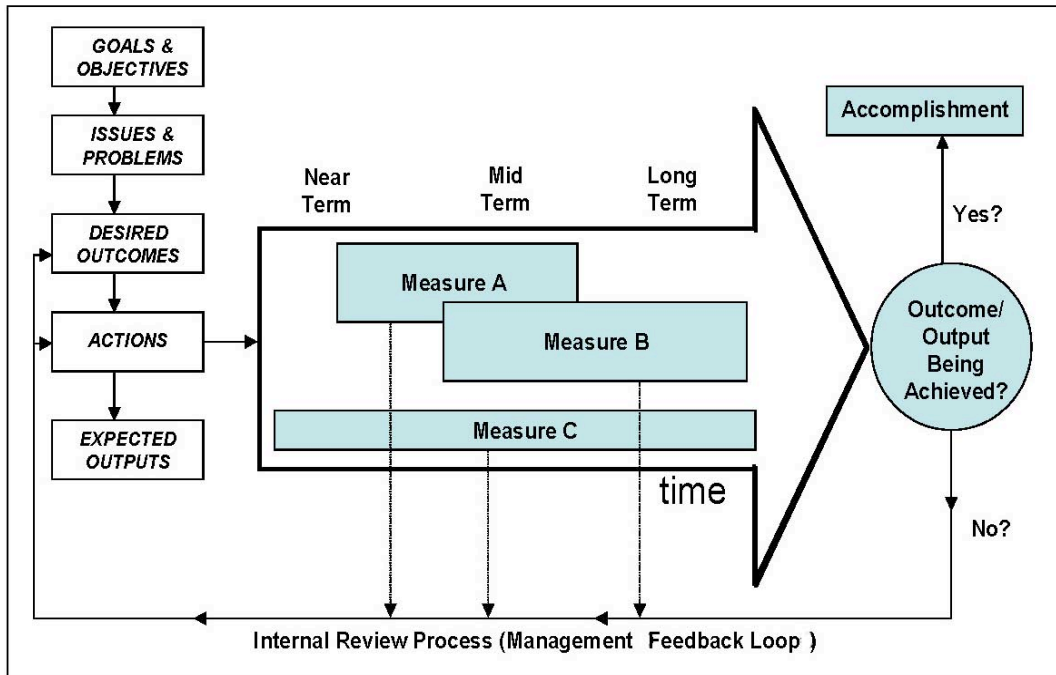 GOALS &
OBJECTIVES
ISSUES &
PROBLEMS
DESIRED
OUTCOMES
ACTIONS
EXPECTED
OUTPUTS
Near
Term
Mid
Term
Long
Term
Measure A
Measure B
Measure C
time
Accomplishment
Yes?
Outcome/
Output
Being
Achieved?
No?
Internal Review Process (Management Feedback Loop )